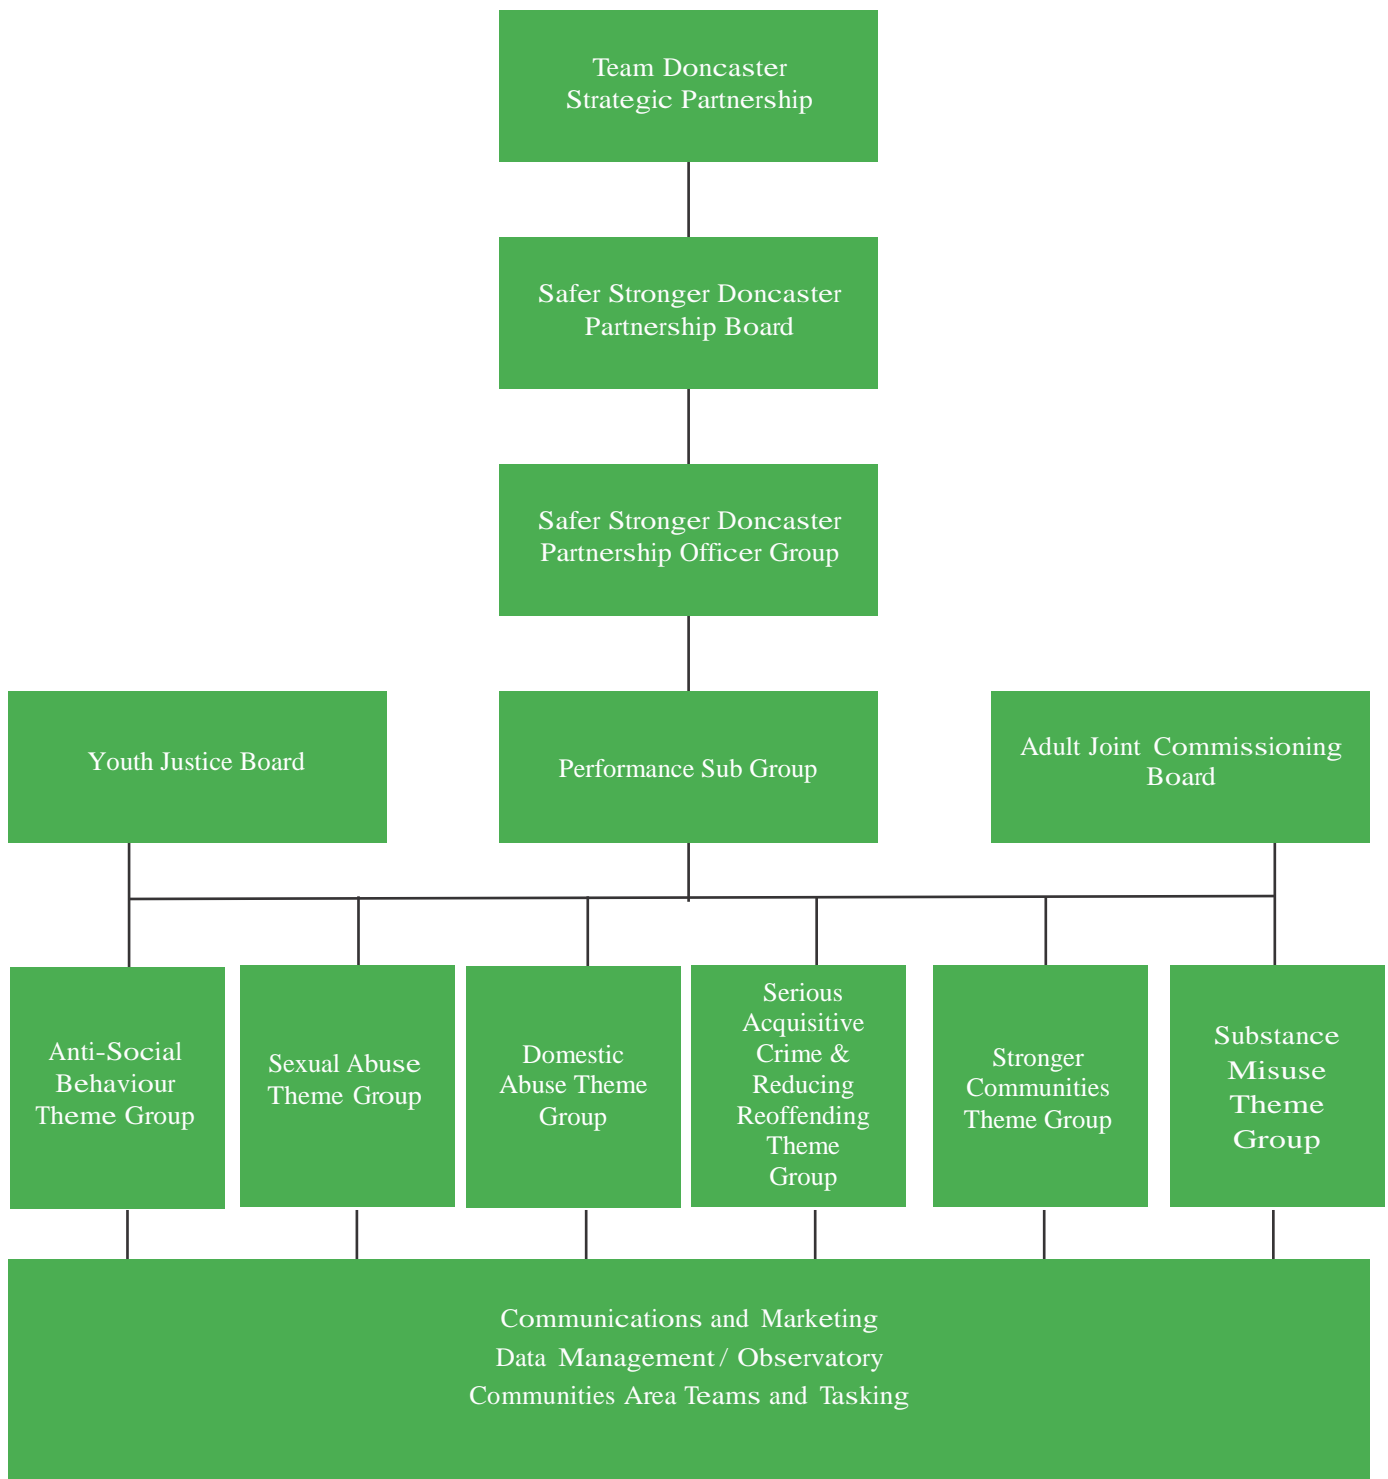 Team Doncaster
Strategic Partnership
Safer Stronger Doncaster
Partnership Board
Safer Stronger Doncaster
Partnership Officer Group
Youth Justice Board
Performance Sub Group
Adult Joint Commissioning
Board
Anti-Social
Behaviour
Theme Group
Sexual Abuse
Theme Group
Domestic
Abuse Theme
Group
Serious
Acquisitive
Crime &
Reducing
Reoffending
Theme
Group
Stronger
Communities
Theme Group
Substance
Misuse
Theme
Group
Communications and Marketing
Data Management / Observatory
Communities Area Teams and Tasking